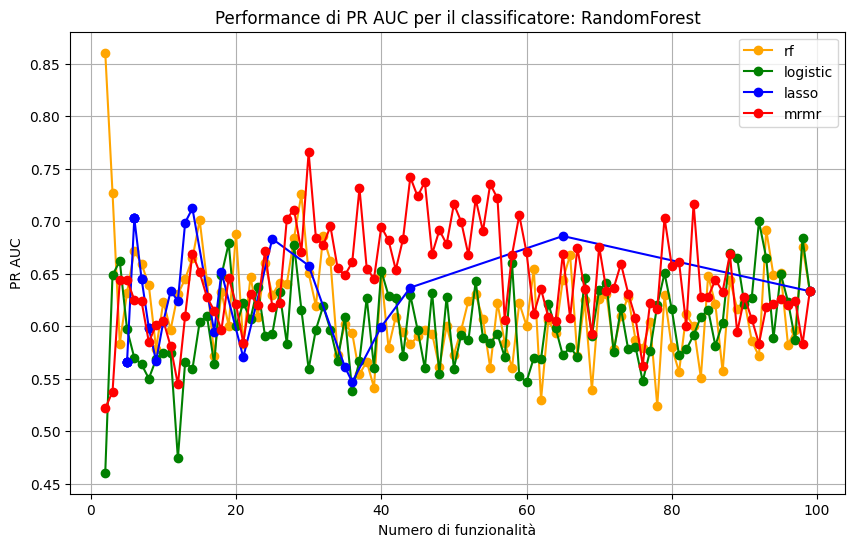 Performance di PR AUC per il classificatore: RandomForest
rf
logistic
lasso
mrmr
PR AUC
0.85
0.80
0.75
0.70
0.65
0.60
0.55
0.50
0.45
0
20
40
60
80
100
Numero di funzionalità